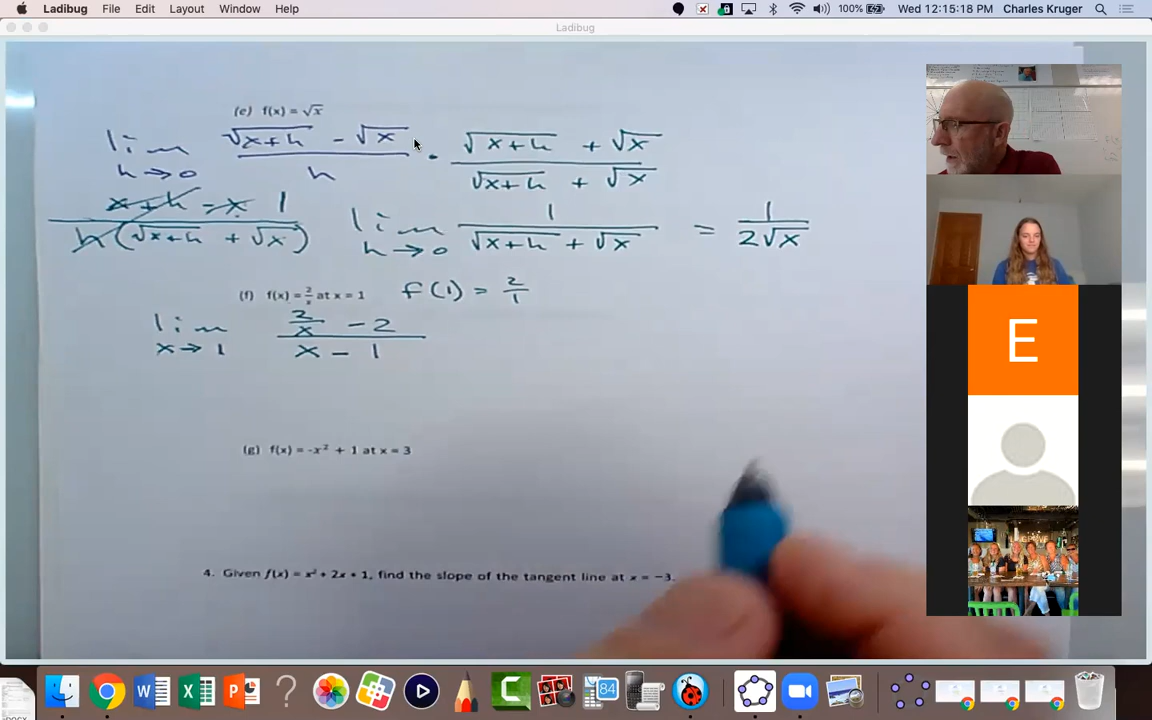 Ladibug File Edit Layout Window Help 100% Wed 12:15:18 PM Charles Kruger
Ladibug
(e) f(x) = √x
lim h→0 (√x+h - √x)/h · (√x+h + √x)/(√x+h + √x)
(x+h - x 1)/(h(√x+h + √x)) lim h→0 1/(√x+h + √x) = 1/(2√x)
(f) f(x) = 2/x at x = 1 f(1) = 2/1
lim x→1 (2/x - 2)/(x - 1)
(g) f(x) = -x² + 1 at x = 3
4. Given f(x) = x² + 2x + 1, find the slope of the tangent line at x = −3.
E
84